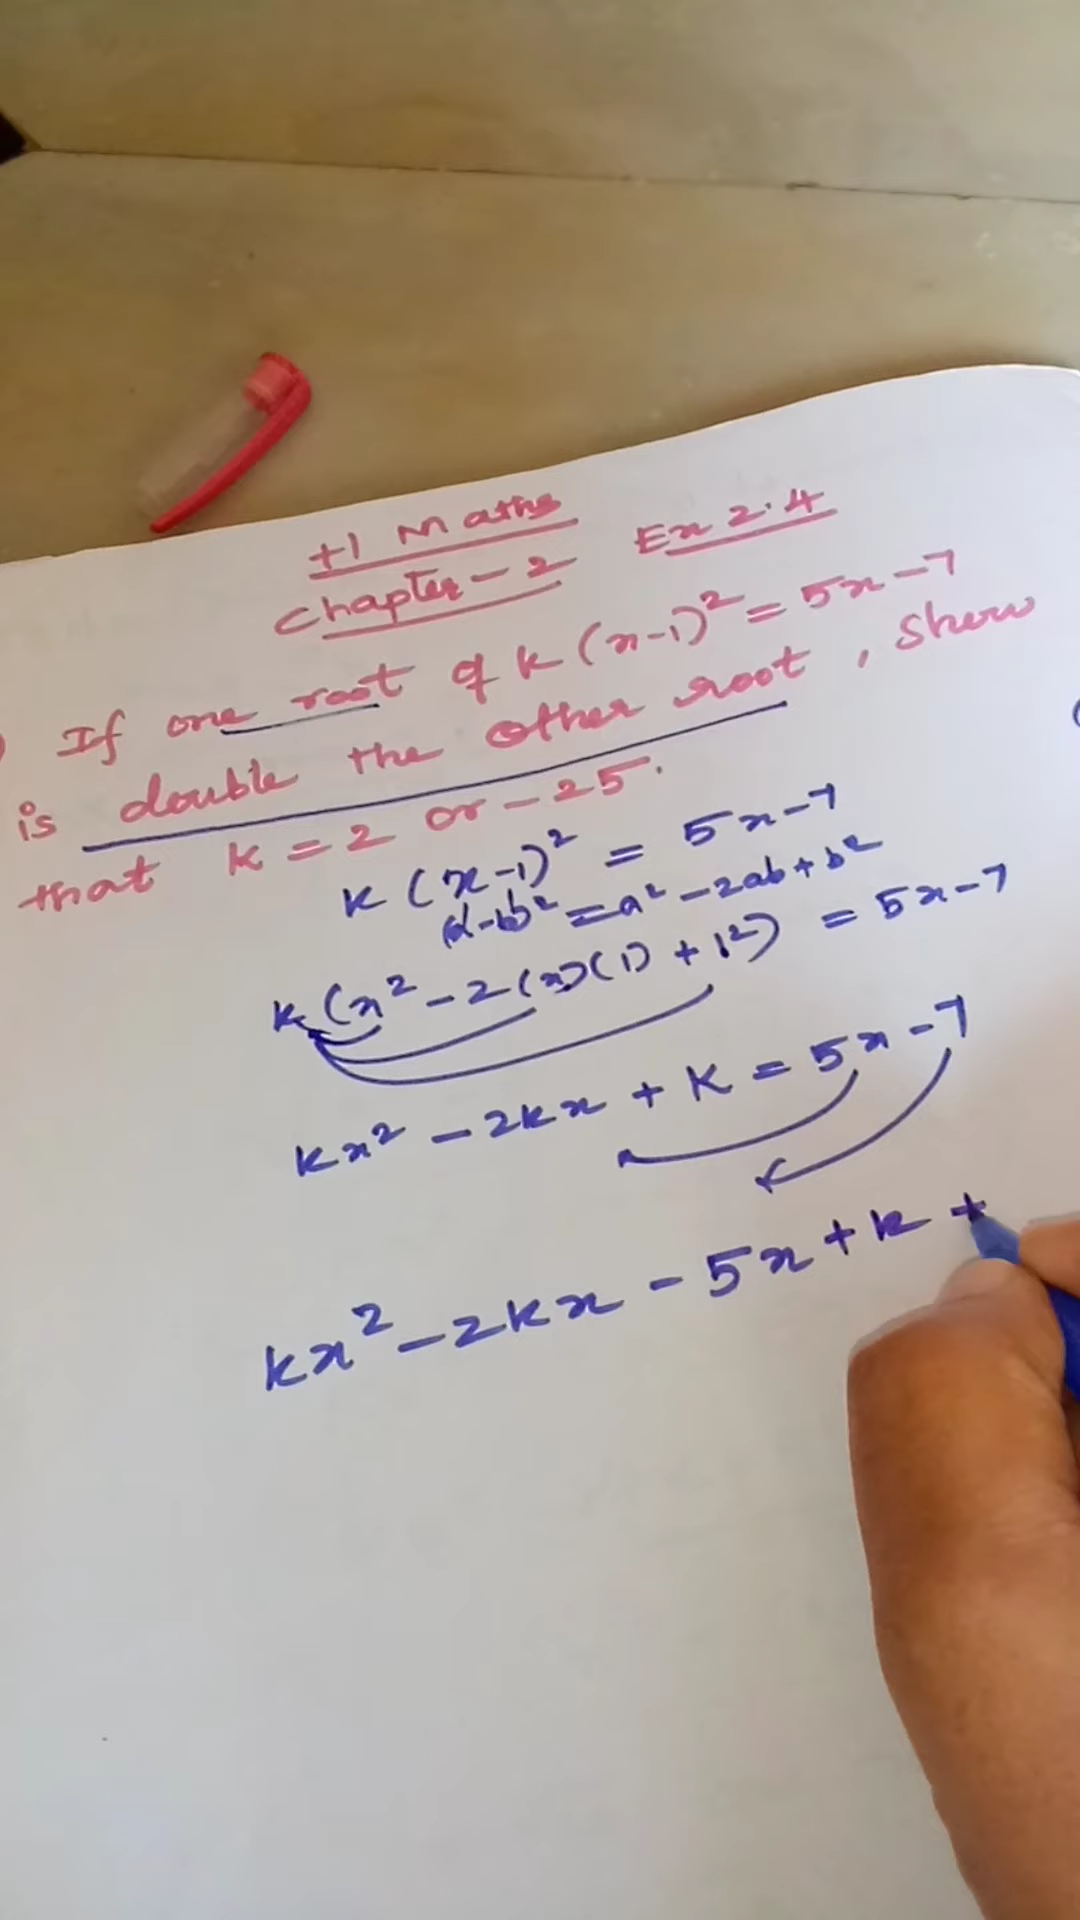 +1 Maths
Chapter-2 Ex 2.4
) If one root of k(x-1)² = 5x-7
is double the other root, show
that k = 2 or -25.
k(x-1)² = 5x-7
(a-b)² = a² - 2ab + b²
k(x² - 2(x)(1) + 1²) = 5x-7
kx² - 2kx + k = 5x-7
kx² - 2kx - 5x + k +